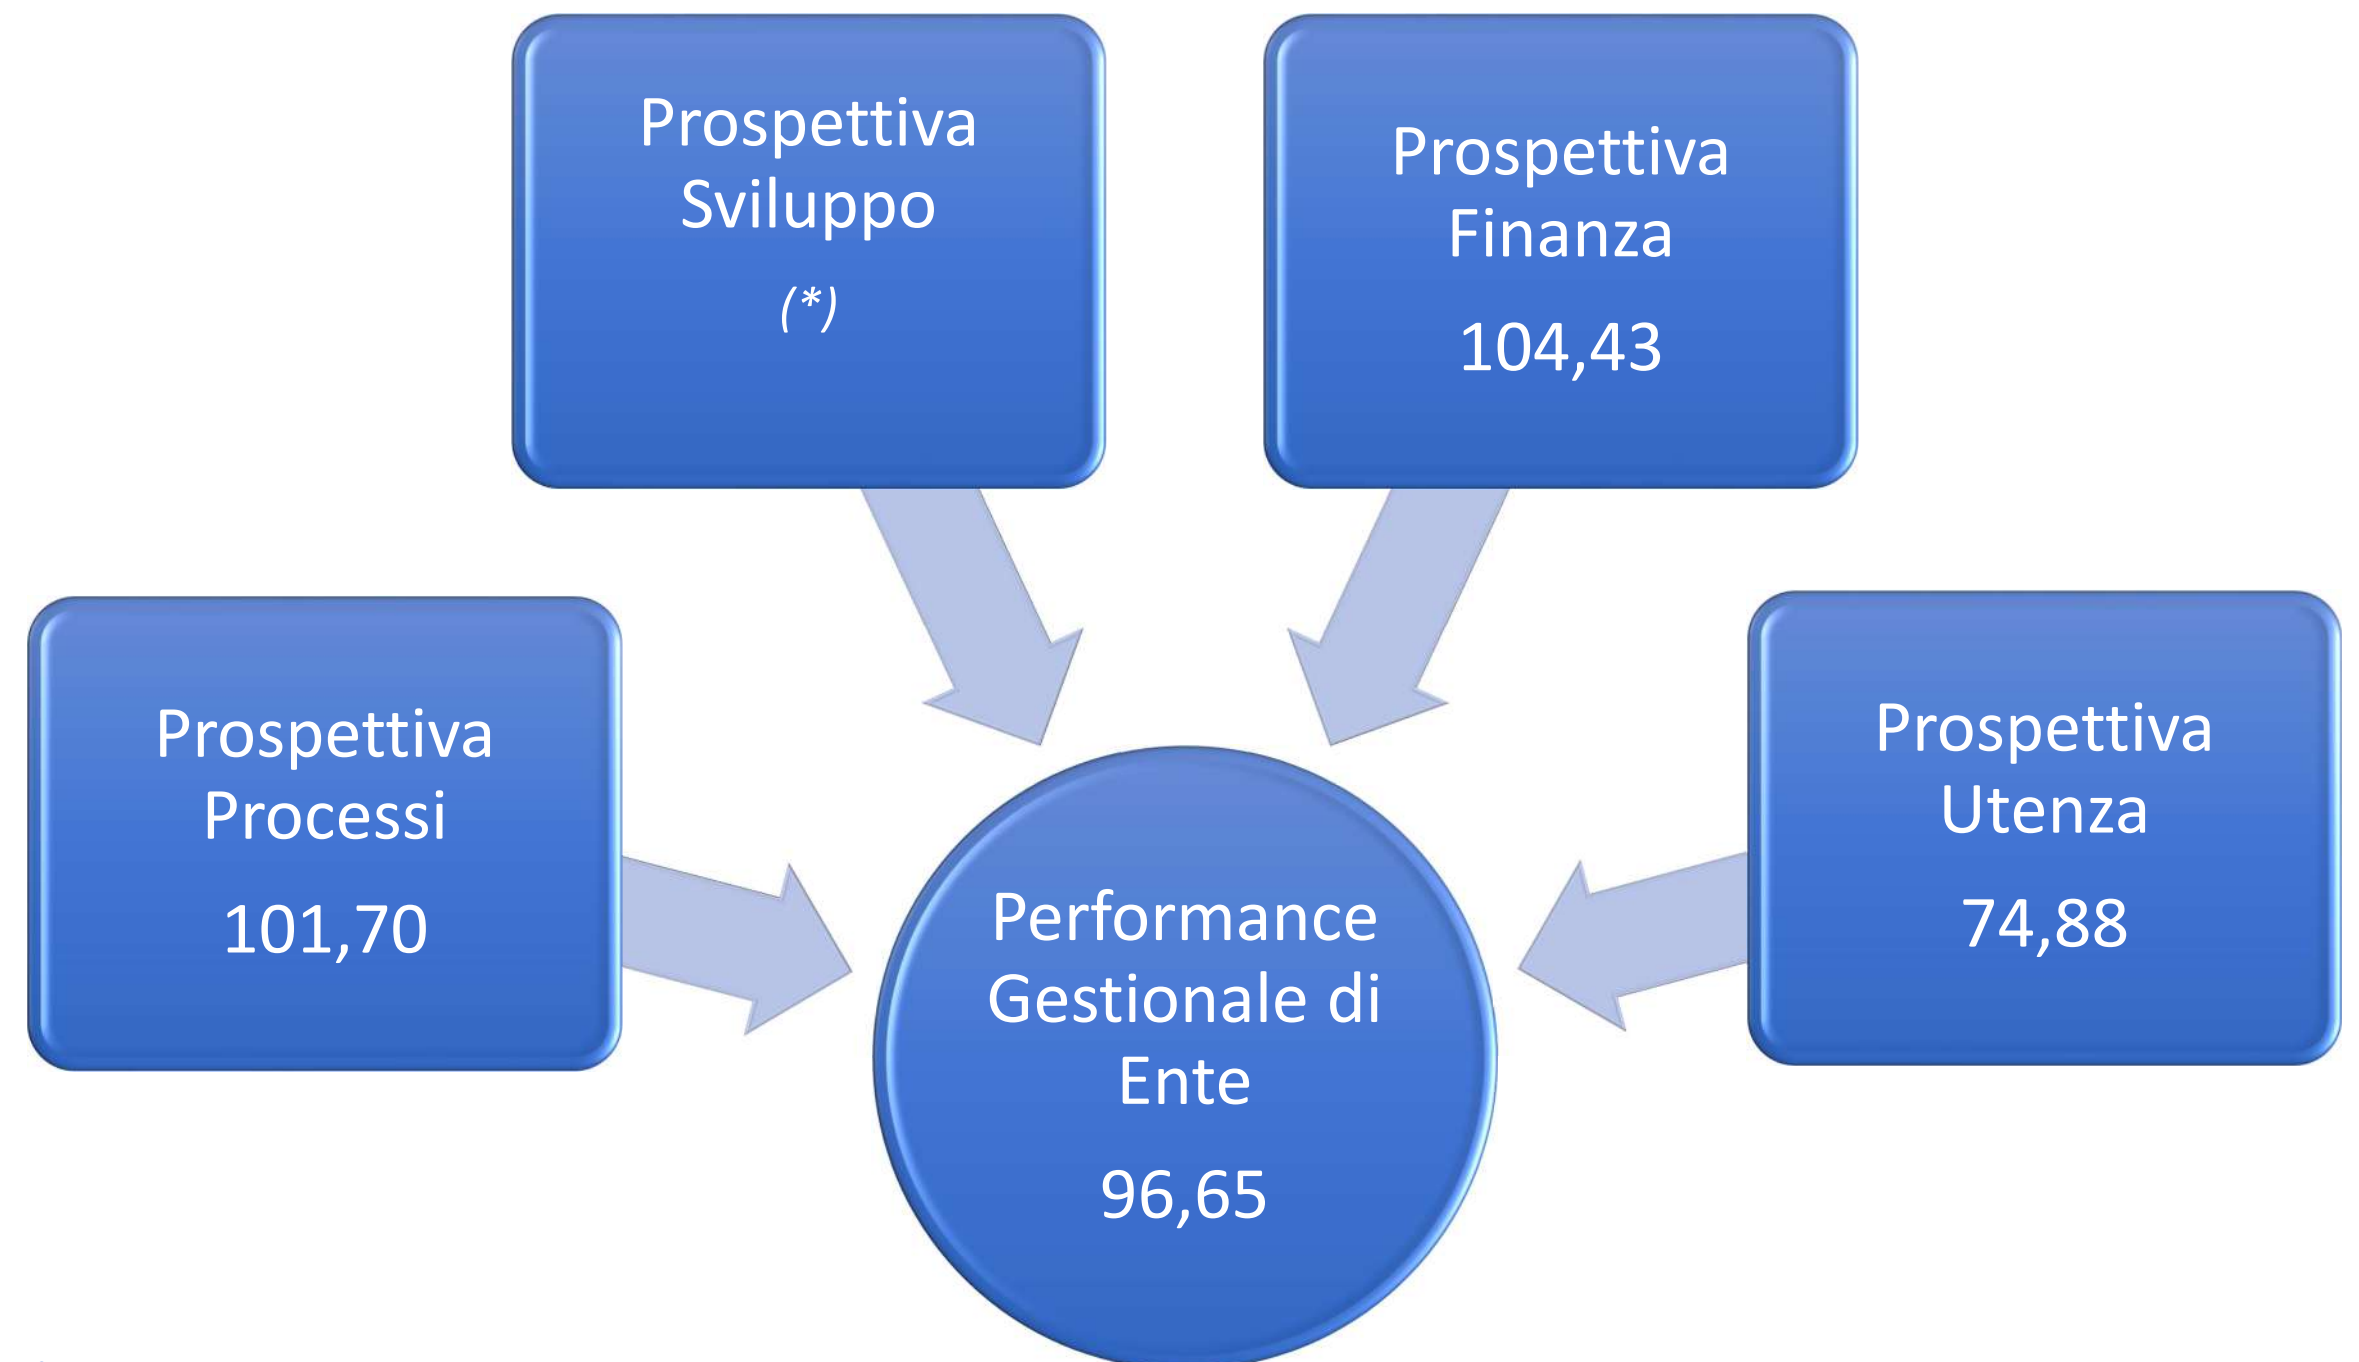 Prospettiva
Sviluppo
(*)
Prospettiva
Finanza
104,43
Prospettiva
Processi
101,70
Prospettiva
Utenza
74,88
Performance
Gestionale di
Ente
96,65